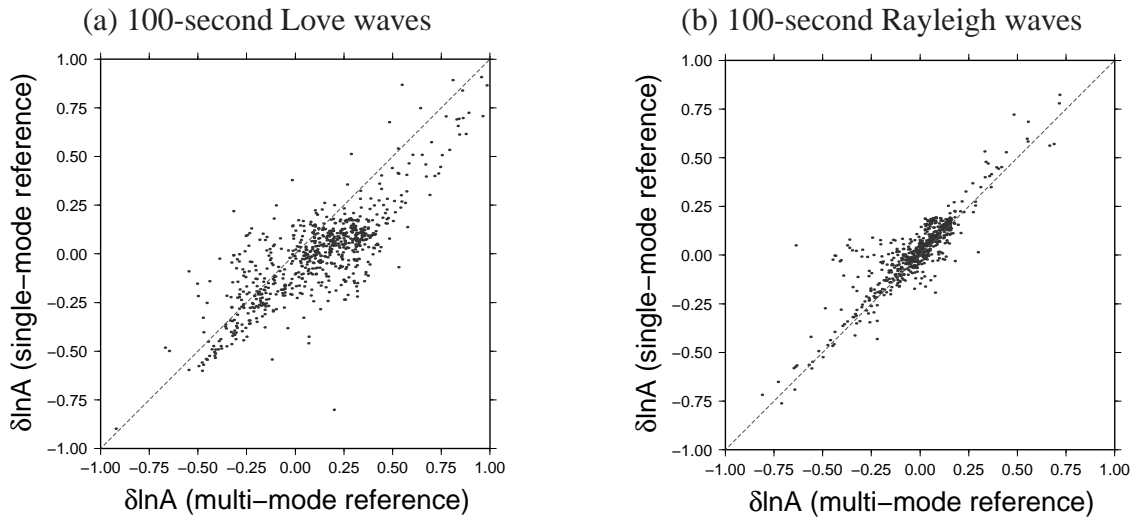 (a) 100-second Love waves
1.00
0.75
0.50
0.25
0.00
−0.25
−0.50
−0.75
−1.00
δlnA (single−mode reference)
−1.00 −0.75 −0.50 −0.25 0.00 0.25 0.50 0.75 1.00
δlnA (multi−mode reference)
(b) 100-second Rayleigh waves
1.00
0.75
0.50
0.25
0.00
−0.25
−0.50
−0.75
−1.00
δlnA (single−mode reference)
−1.00 −0.75 −0.50 −0.25 0.00 0.25 0.50 0.75 1.00
δlnA (multi−mode reference)